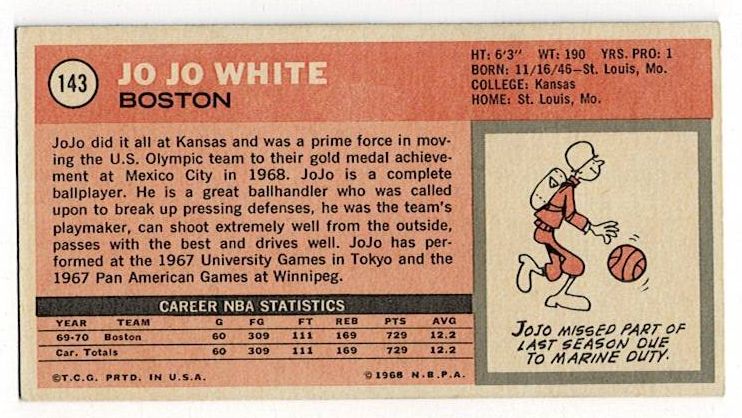 143
JO JO WHITE
BOSTON
HT: 6'3" WT: 190 YRS. PRO: 1
BORN: 11/16/46—St. Louis, Mo.
COLLEGE: Kansas
HOME: St. Louis, Mo.
JoJo did it all at Kansas and was a prime force in mov-
ing the U.S. Olympic team to their gold medal achieve-
ment at Mexico City in 1968. JoJo is a complete
ballplayer. He is a great ballhandler who was called
upon to break up pressing defenses, he was the team's
playmaker, can shoot extremely well from the outside,
passes with the best and drives well. JoJo has per-
formed at the 1967 University Games in Tokyo and the
1967 Pan American Games at Winnipeg.
CAREER NBA STATISTICS
YEAR TEAM G FG FT REB PTS AVG
69-70 Boston 60 309 111 169 729 12.2
Car. Totals 60 309 111 169 729 12.2
©T.C.G. PRTD. IN U.S.A. ©1968 N.B.P.A.
JOJO MISSED PART OF
LAST SEASON DUE
TO MARINE DUTY.